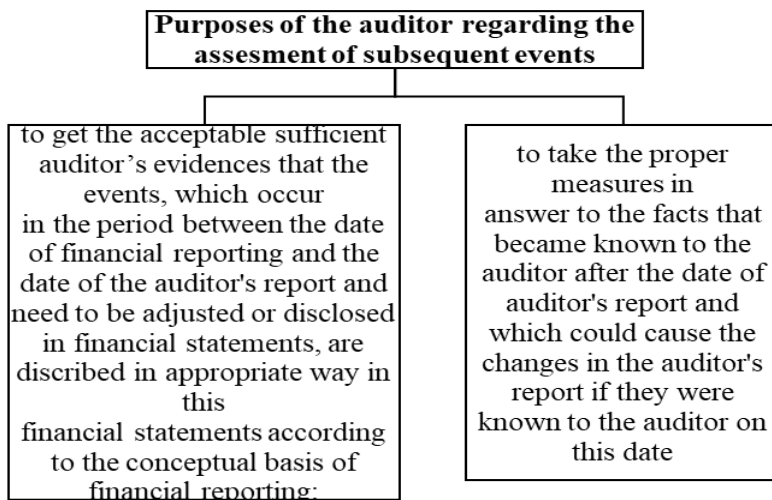 Purposes of the auditor regarding the
assesment of subsequent events
to get the acceptable sufficient
auditor’s evidences that the
events, which occur
in the period between the date
of financial reporting and the
date of the auditor's report and
need to be adjusted or disclosed
in financial statements, are
discribed in appropriate way in
this
financial statements according
to the conceptual basis of
financial reporting;
to take the proper
measures in
answer to the facts that
became known to the
auditor after the date of
auditor's report and
which could cause the
changes in the auditor's
report if they were
known to the auditor on
this date